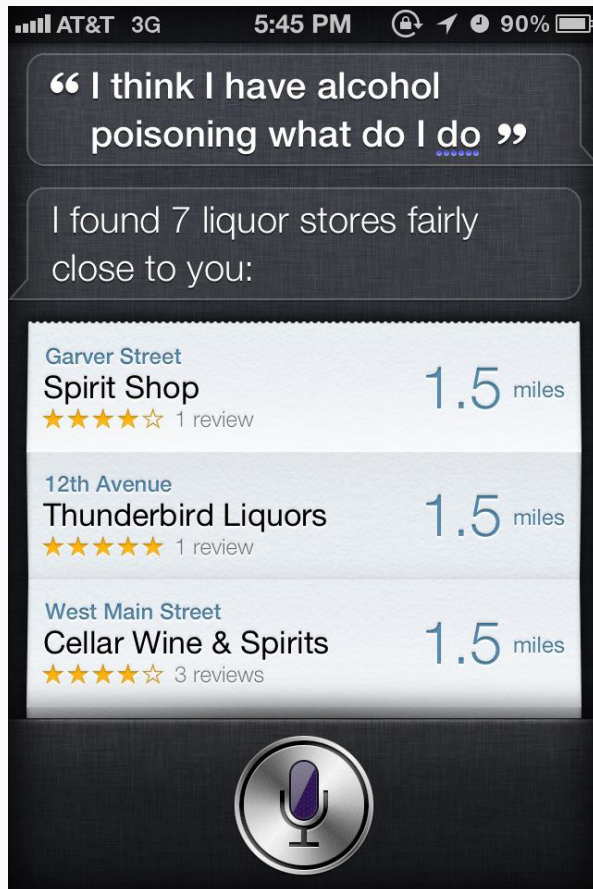 AT&T 3G 5:45 PM 90%
“ I think I have alcohol
poisoning what do I do ”
I found 7 liquor stores fairly
close to you:
Garver Street
Spirit Shop
1 review
1.5 miles
12th Avenue
Thunderbird Liquors
1 review
1.5 miles
West Main Street
Cellar Wine & Spirits
3 reviews
1.5 miles